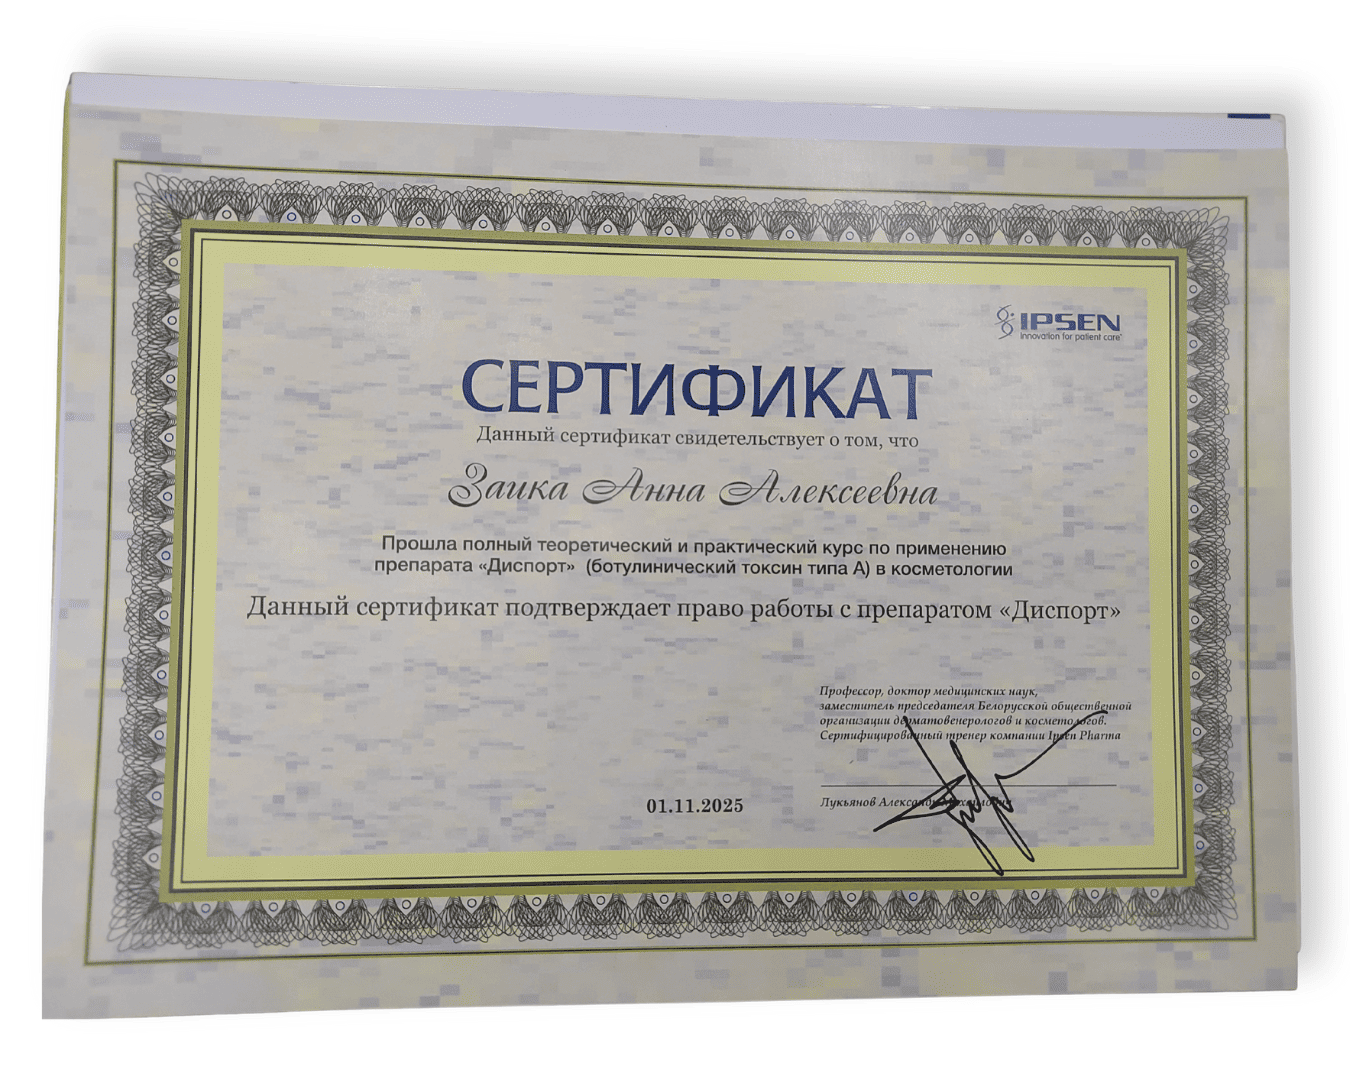 IPSEN
Innovation for patient care
СЕРТИФИКАТ
Данный сертификат свидетельствует о том, что
Заика Анна Алексеевна
Прошла полный теоретический и практический курс по применению
препарата «Диспорт» (ботулинический токсин типа А) в косметологии
Данный сертификат подтверждает право работы с препаратом «Диспорт»
Профессор, доктор медицинских наук,
заместитель председателя Белорусской общественной
организации дерматовенерологов и косметологов.
Сертифицированный тренер компании Ipsen Pharma
01.11.2025
Лукьянов Александр Михайлович